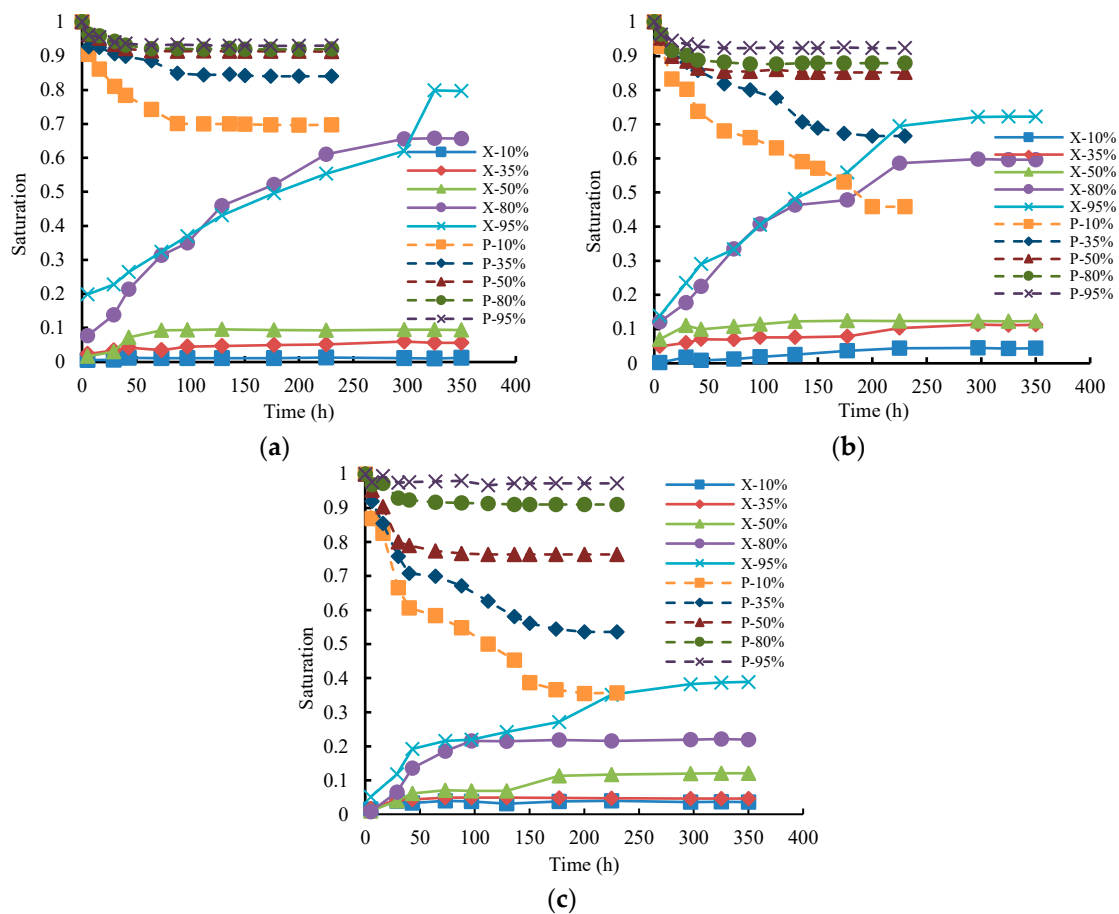 1
0.9
0.8
0.7
0.6
0.5
0.4
0.3
0.2
0.1
0
Saturation
0 50 100 150 200 250 300 350 400
Time (h)
X-10%
X-35%
X-50%
X-80%
X-95%
P-10%
P-35%
P-50%
P-80%
P-95%
(a)
1
0.9
0.8
0.7
0.6
0.5
0.4
0.3
0.2
0.1
0
Saturation
0 50 100 150 200 250 300 350 400
Time (h)
X-10%
X-35%
X-50%
X-80%
X-95%
P-10%
P-35%
P-50%
P-80%
P-95%
(b)
1
0.9
0.8
0.7
0.6
0.5
0.4
0.3
0.2
0.1
0
Saturation
0 50 100 150 200 250 300 350 400
Time (h)
X-10%
X-35%
X-50%
X-80%
X-95%
P-10%
P-35%
P-50%
P-80%
P-95%
(c)